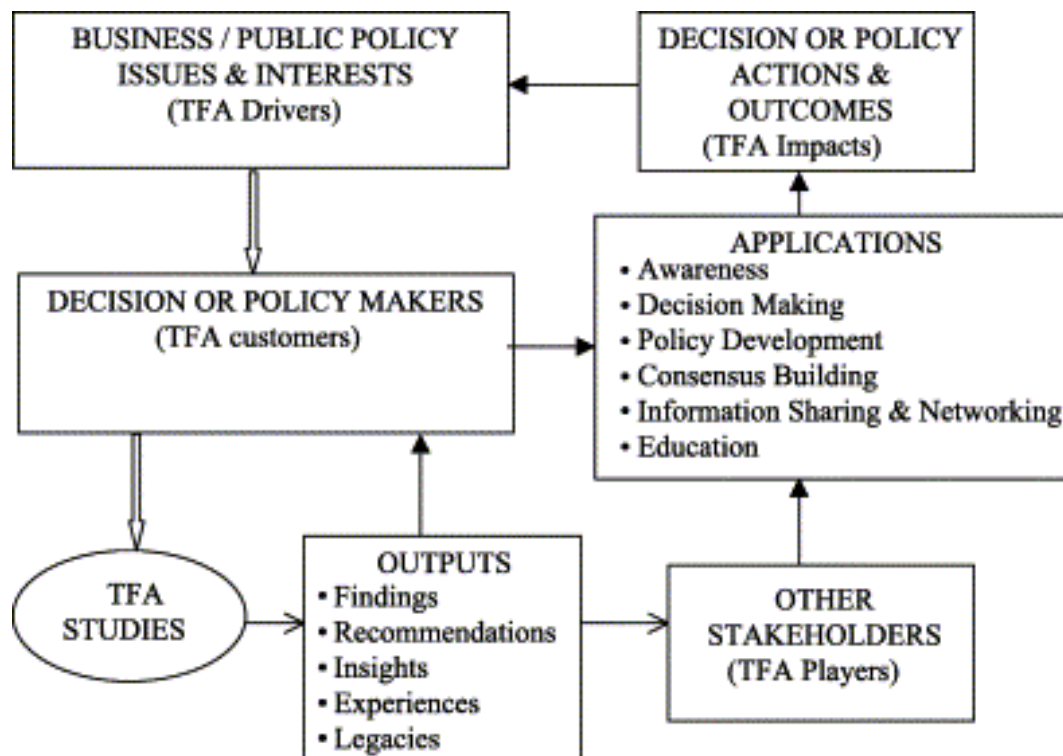 BUSINESS / PUBLIC POLICY
ISSUES & INTERESTS
(TFA Drivers)
DECISION OR POLICY
ACTIONS &
OUTCOMES
(TFA Impacts)
DECISION OR POLICY MAKERS
(TFA customers)
APPLICATIONS
• Awareness
• Decision Making
• Policy Development
• Consensus Building
• Information Sharing & Networking
• Education
TFA
STUDIES
OUTPUTS
• Findings
• Recommendations
• Insights
• Experiences
• Legacies
OTHER
STAKEHOLDERS
(TFA Players)